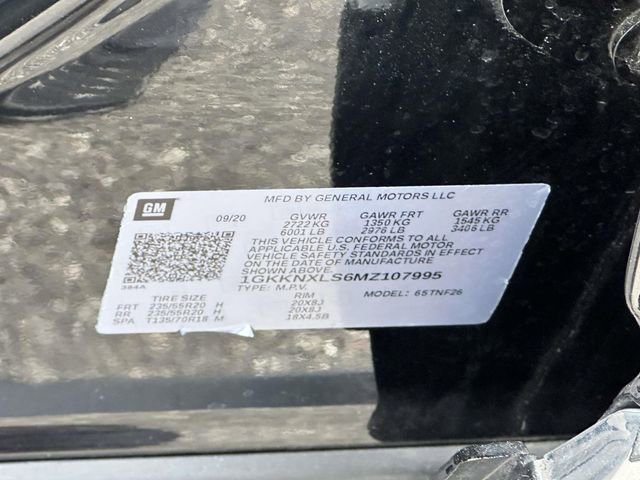 MFD BY GENERAL MOTORS LLC
GM
09/20 GVWR GAWR FRT GAWR RR
2722 KG 1350 KG 1545 KG
6001 LB 2976 LB 3406 LB
THIS VEHICLE CONFORMS TO ALL
APPLICABLE U.S. FEDERAL MOTOR
VEHICLE SAFETY STANDARDS IN EFFECT
ON THE DATE OF MANUFACTURE
SHOWN ABOVE.
384A
1GKKNXLS6MZ107995
TYPE: M.P.V. MODEL: 6STNF26
TIRE SIZE RIM
FRT 235/55R20 H 20X8J
RR 235/55R20 H 20X8J
SPA T135/70R18 M 18X4.5B